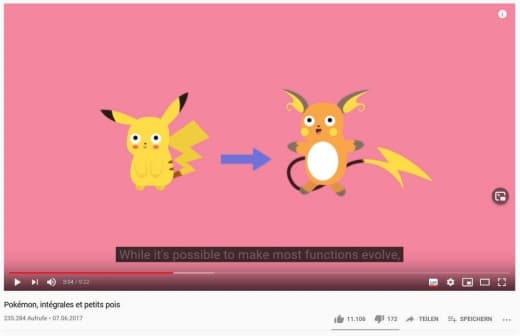 While it's possible to make most functions evolve,
3:54 / 9:22
Pokémon, intégrales et petits pois
235.284 Aufrufe • 07.06.2017
11.106 172 TEILEN SPEICHERN